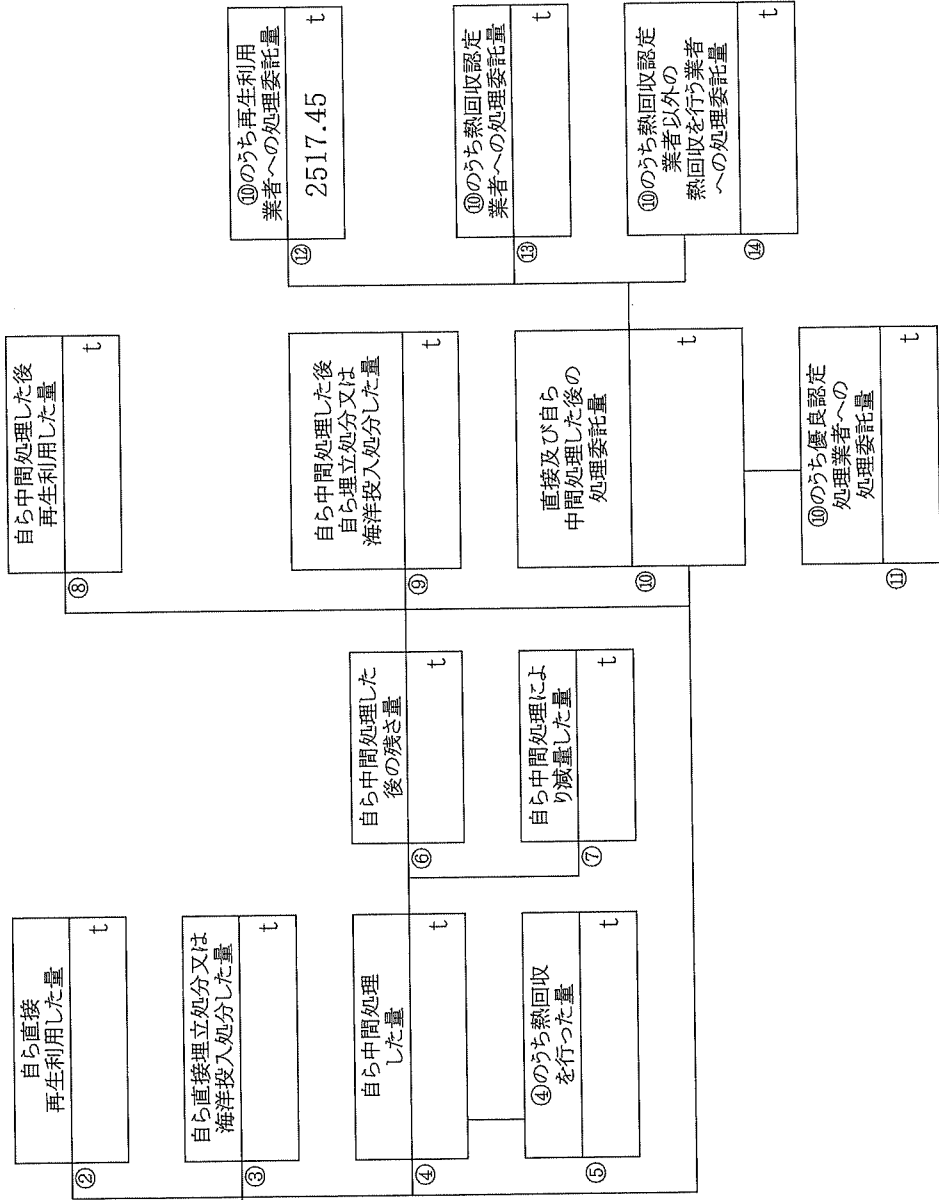 ②
自ら直接
再生利用した量
t
③
自ら直接埋立処分又は
海洋投入処分した量
t
④
自ら中間処理
した量
t
⑤
④のうち熱回収
を行った量
t
⑥
自ら中間処理した
後の残さ量
t
⑦
自ら中間処理によ
り減量した量
t
⑧
自ら中間処理した後
再生利用した量
t
⑨
自ら中間処理した後
自ら埋立処分又は
海洋投入処分した量
t
⑩
直接及び自ら
中間処理した後の
処理委託量
t
⑪
⑩のうち優良認定
処理業者への
処理委託量
t
⑫
⑩のうち再生利用
業者への処理委託量
2517.45 t
⑬
⑩のうち熱回収認定
業者への処理委託量
t
⑭
⑩のうち熱回収認定
業者以外の
熱回収を行う業者
への処理委託量
t